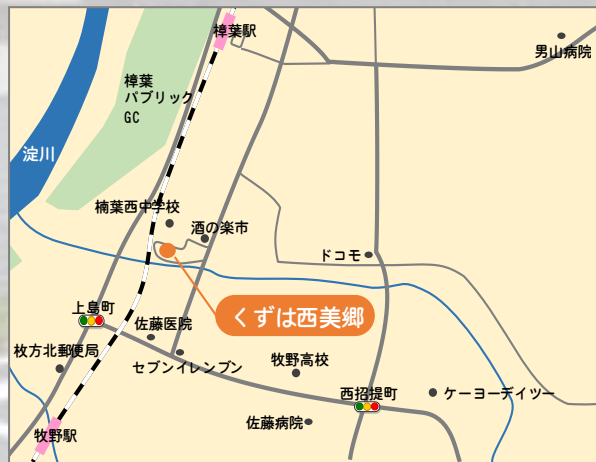 樟葉駅
男山病院
樟葉
パブリック
GC
淀川
楠葉西中学校
酒の楽市
ドコモ
くずは西美郷
上島町
佐藤医院
枚方北郵便局
セブンイレンブン
牧野高校
西招提町
ケーヨーデイツー
佐藤病院
牧野駅